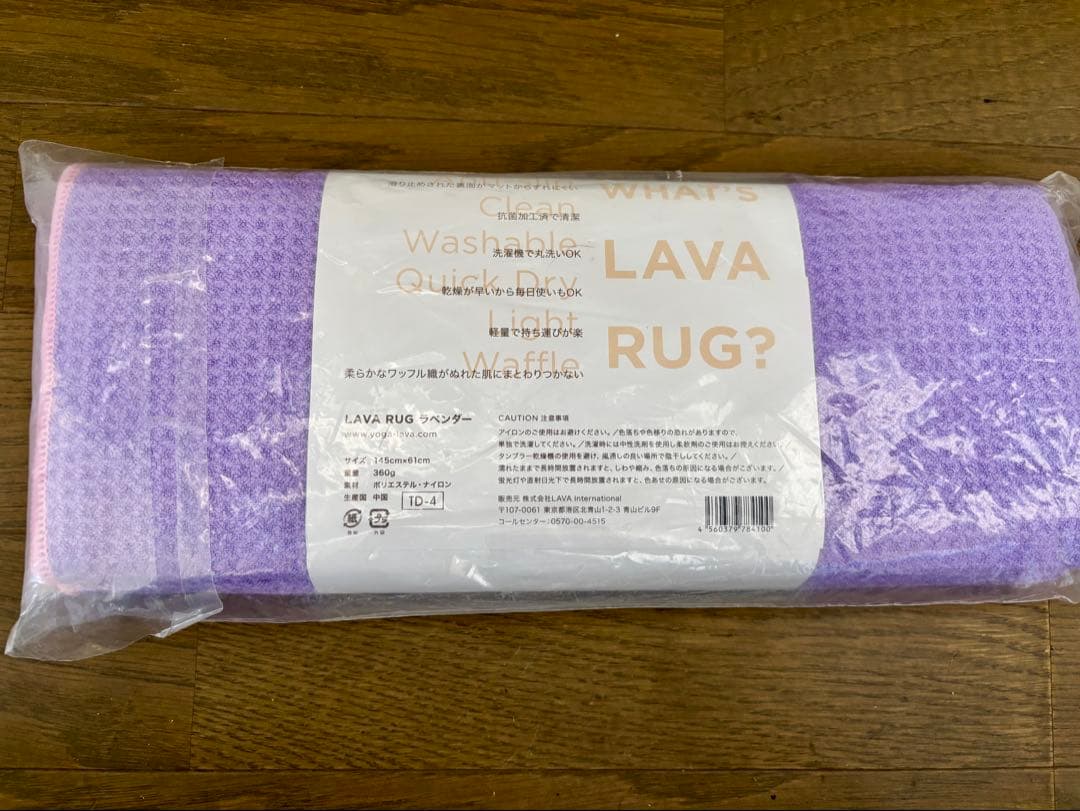 WHAT'S
LAVA
RUG?
滑り止めされた裏面がマットからずれにくい
Clean
抗菌加工済で清潔
Washable
洗濯機で丸洗いOK
Quick Dry
乾燥が早いから毎日使いもOK
Light
軽量で持ち運びが楽
Waffle
柔らかなワッフル織がぬれた肌にまとわりつかない
LAVA RUG ラベンダー
www.yoga-lava.com
サイズ 145cm×61cm
重量 360g
素材 ポリエステル・ナイロン
生産国 中国 TD-4
紙 プラ
外袋
CAUTION 注意事項
アイロンのご使用はお避けください。／色落ちや色移りの恐れがありますので、
単独で洗濯してください。／洗濯時には中性洗剤を使用し柔軟剤のご使用はお控えください。／
タンブラー乾燥機の使用を避け、風通しの良い場所で陰干ししてください。／
濡れたままで長時間放置されますと、しわや縮み、色落ちの原因になる場合がございます。／
蛍光灯や直射日光下で長時間放置されますと、色あせの原因になる場合がございます。
販売元 株式会社LAVA International
〒107-0061 東京都港区北青山1-2-3 青山ビル9F
コールセンター：0570-00-4515
4 560379 784100